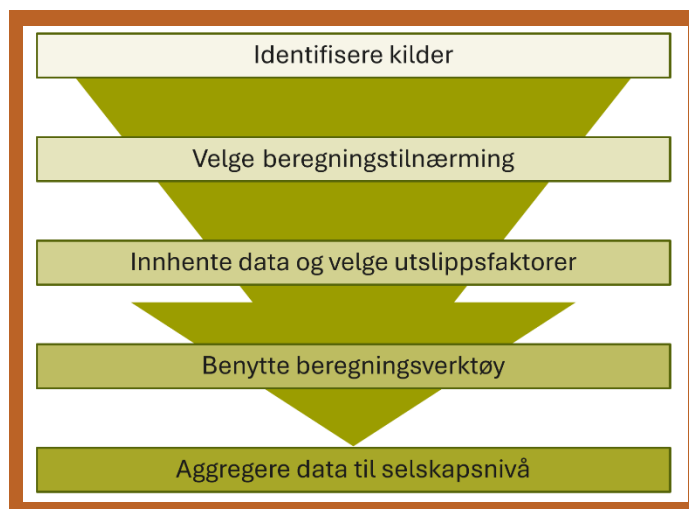 Identifisere kilder
Velge beregningstilnærming
Innhente data og velge utslippsfaktorer
Benytte beregningsverktøy
Aggregere data til selskapsnivå